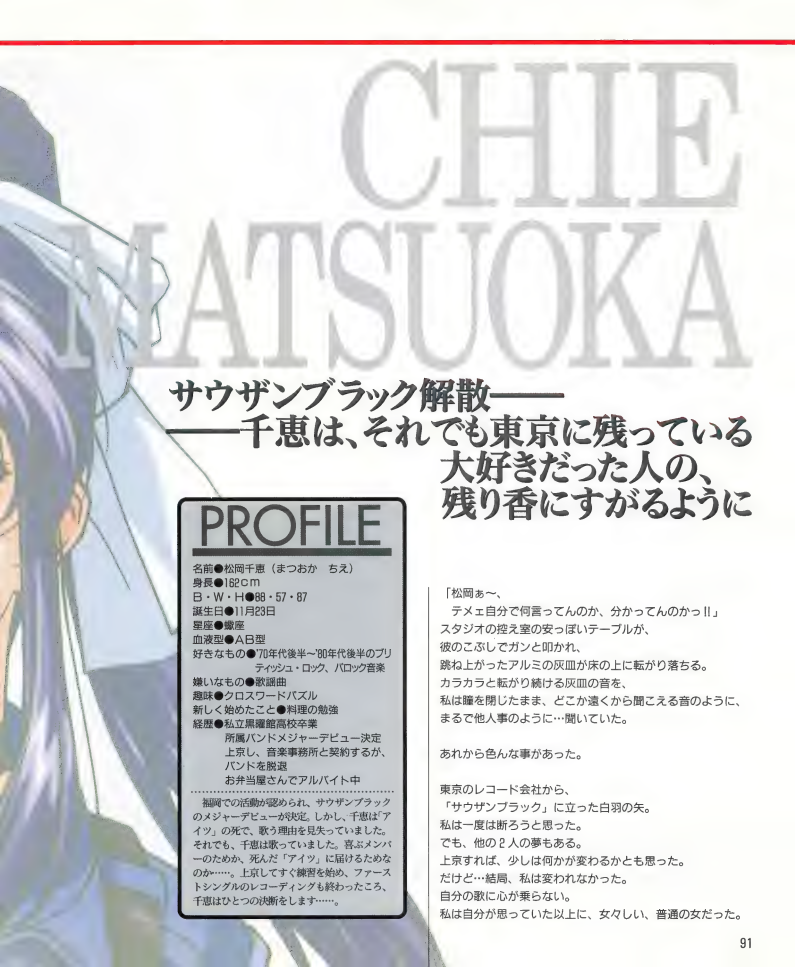 CHIE
MATSUOKA
サウザンブラック解散――
――千恵は、それでも東京に残っている
大好きだった人の、
残り香にすがるように
PROFILE
名前●松岡千恵（まつおか　ちえ）
身長●162cm
B・W・H●88・57・87
誕生日●11月23日
星座●蠍座
血液型●AB型
好きなもの●'70年代後半～'80年代後半のブリ
ティッシュ・ロック、バロック音楽
嫌いなもの●歌謡曲
趣味●クロスワードパズル
新しく始めたこと●料理の勉強
経歴●私立黒曜館高校卒業
所属バンドメジャーデビュー決定
上京し、音楽事務所と契約するが、
バンドを脱退
お弁当屋さんでアルバイト中
福岡での活動が認められ、サウザンブラック
のメジャーデビューが決定。しかし、千恵は「ア
イツ」の死で、歌う理由を見失っていました。
それでも、千恵は歌っていました。喜ぶメンバ
ーのためか、死んだ「アイツ」に届けるためな
のか……。上京してすぐ練習を始め、ファース
トシングルのレコーディングも終わったころ、
千恵はひとつの決断をします……。
「松岡ぁ～、
テメェ自分で何言ってんのか、分かってんのかっ!!」
スタジオの控え室の安っぽいテーブルが、
彼のこぶしでガンと叩かれ、
跳ね上がったアルミの灰皿が床の上に転がり落ちる。
カラカラと転がり続ける灰皿の音を、
私は瞳を閉じたまま、どこか遠くから聞こえる音のように、
まるで他人事のように…聞いていた。
あれから色んな事があった。
東京のレコード会社から、
「サウザンブラック」に立った白羽の矢。
私は一度は断ろうと思った。
でも、他の2人の夢もある。
上京すれば、少しは何かが変わるかとも思った。
だけど…結局、私は変われなかった。
自分の歌に心が乗らない。
私は自分が思っていた以上に、女々しい、普通の女だった。
91